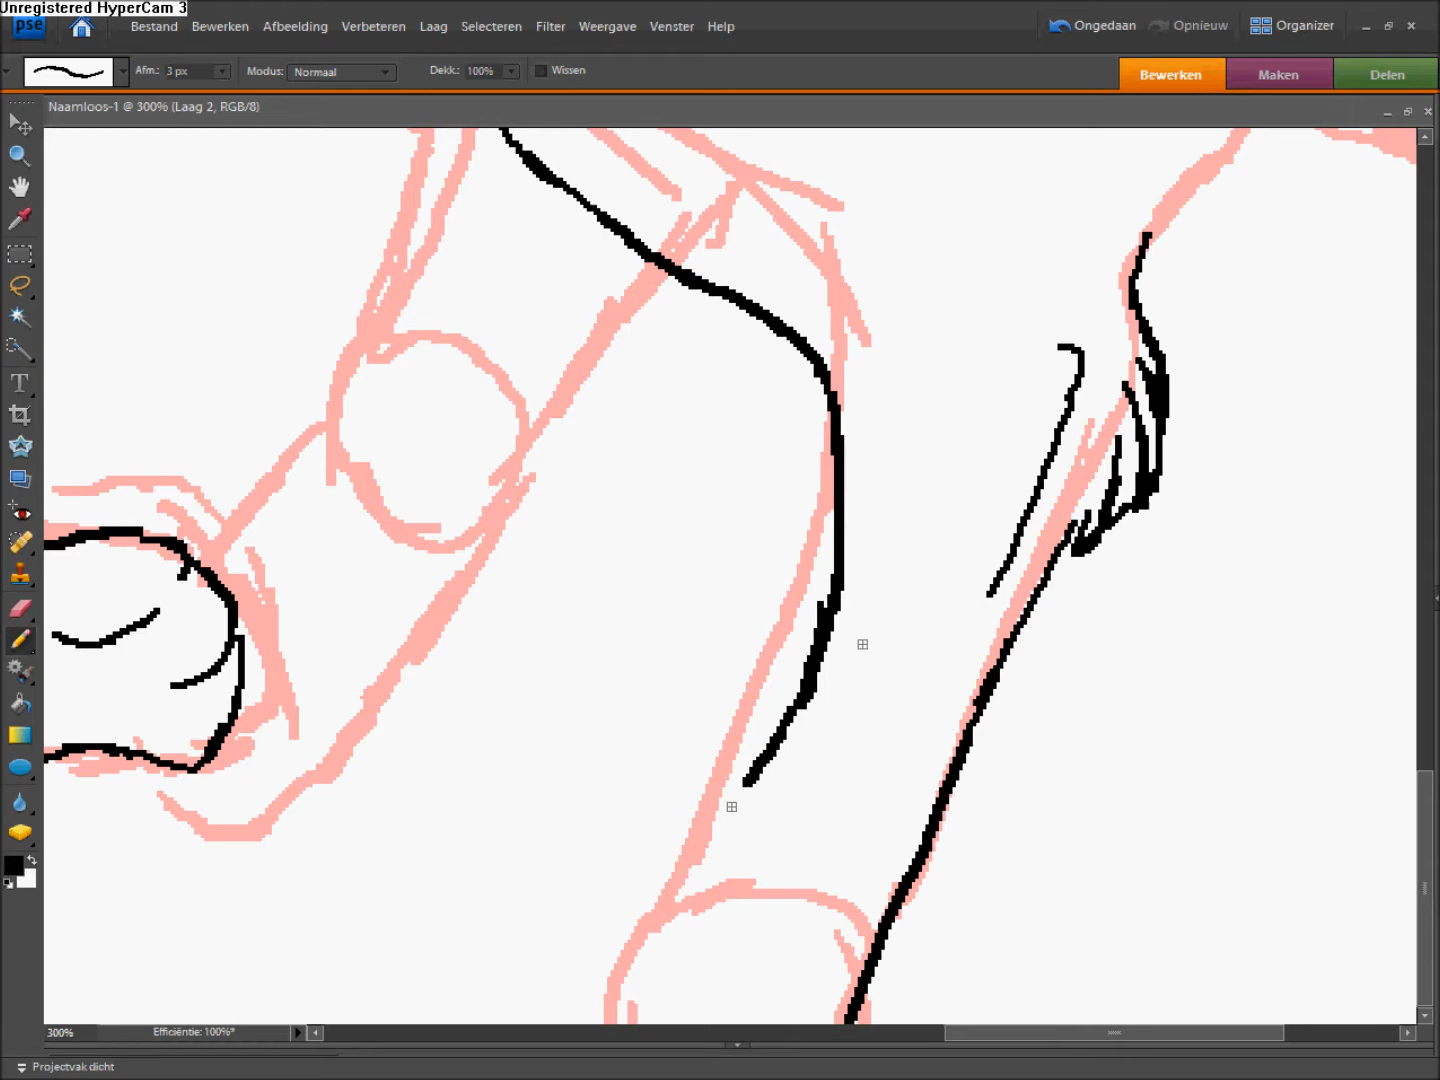 Unregistered HyperCam 3
pse Bestand Bewerken Afbeelding Verbeteren Laag Selecteren Filter Weergave Venster Help Ongedaan Opnieuw Organizer
Afm.: 3 px Modus: Normaal Dekk.: 100% Wissen Bewerken Maken Delen
Naamloos-1 @ 300% (Laag 2, RGB/8)
T
300% Efficiëntie: 100%*
Projectvak dicht